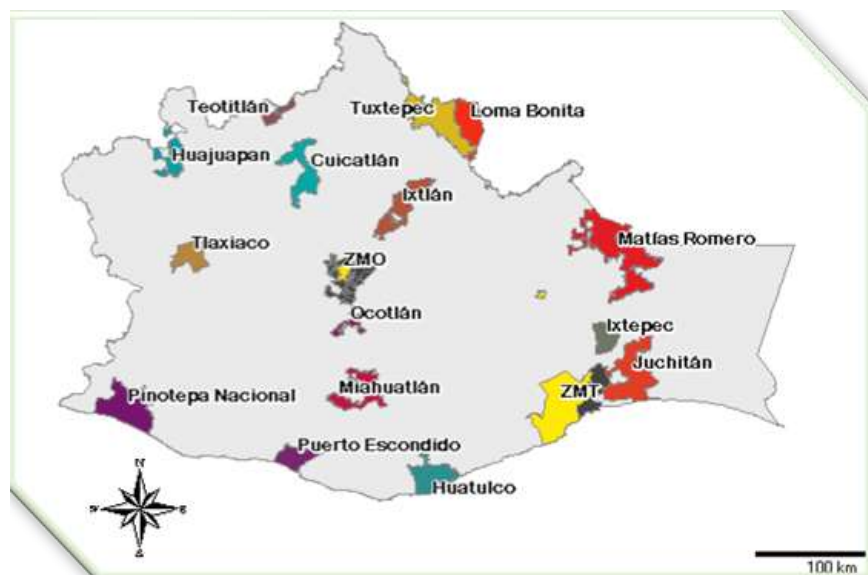 Teotitlán
Tuxtepec
Loma Bonita
Huajuapan
Cuicatlán
Ixtlán
Tlaxiaco
Matías Romero
ZMO
Ocotlán
Ixtepec
Juchitán
Pinotepa Nacional
Miahuatlán
ZMT
Puerto Escondido
Huatulco
N
E
100 km